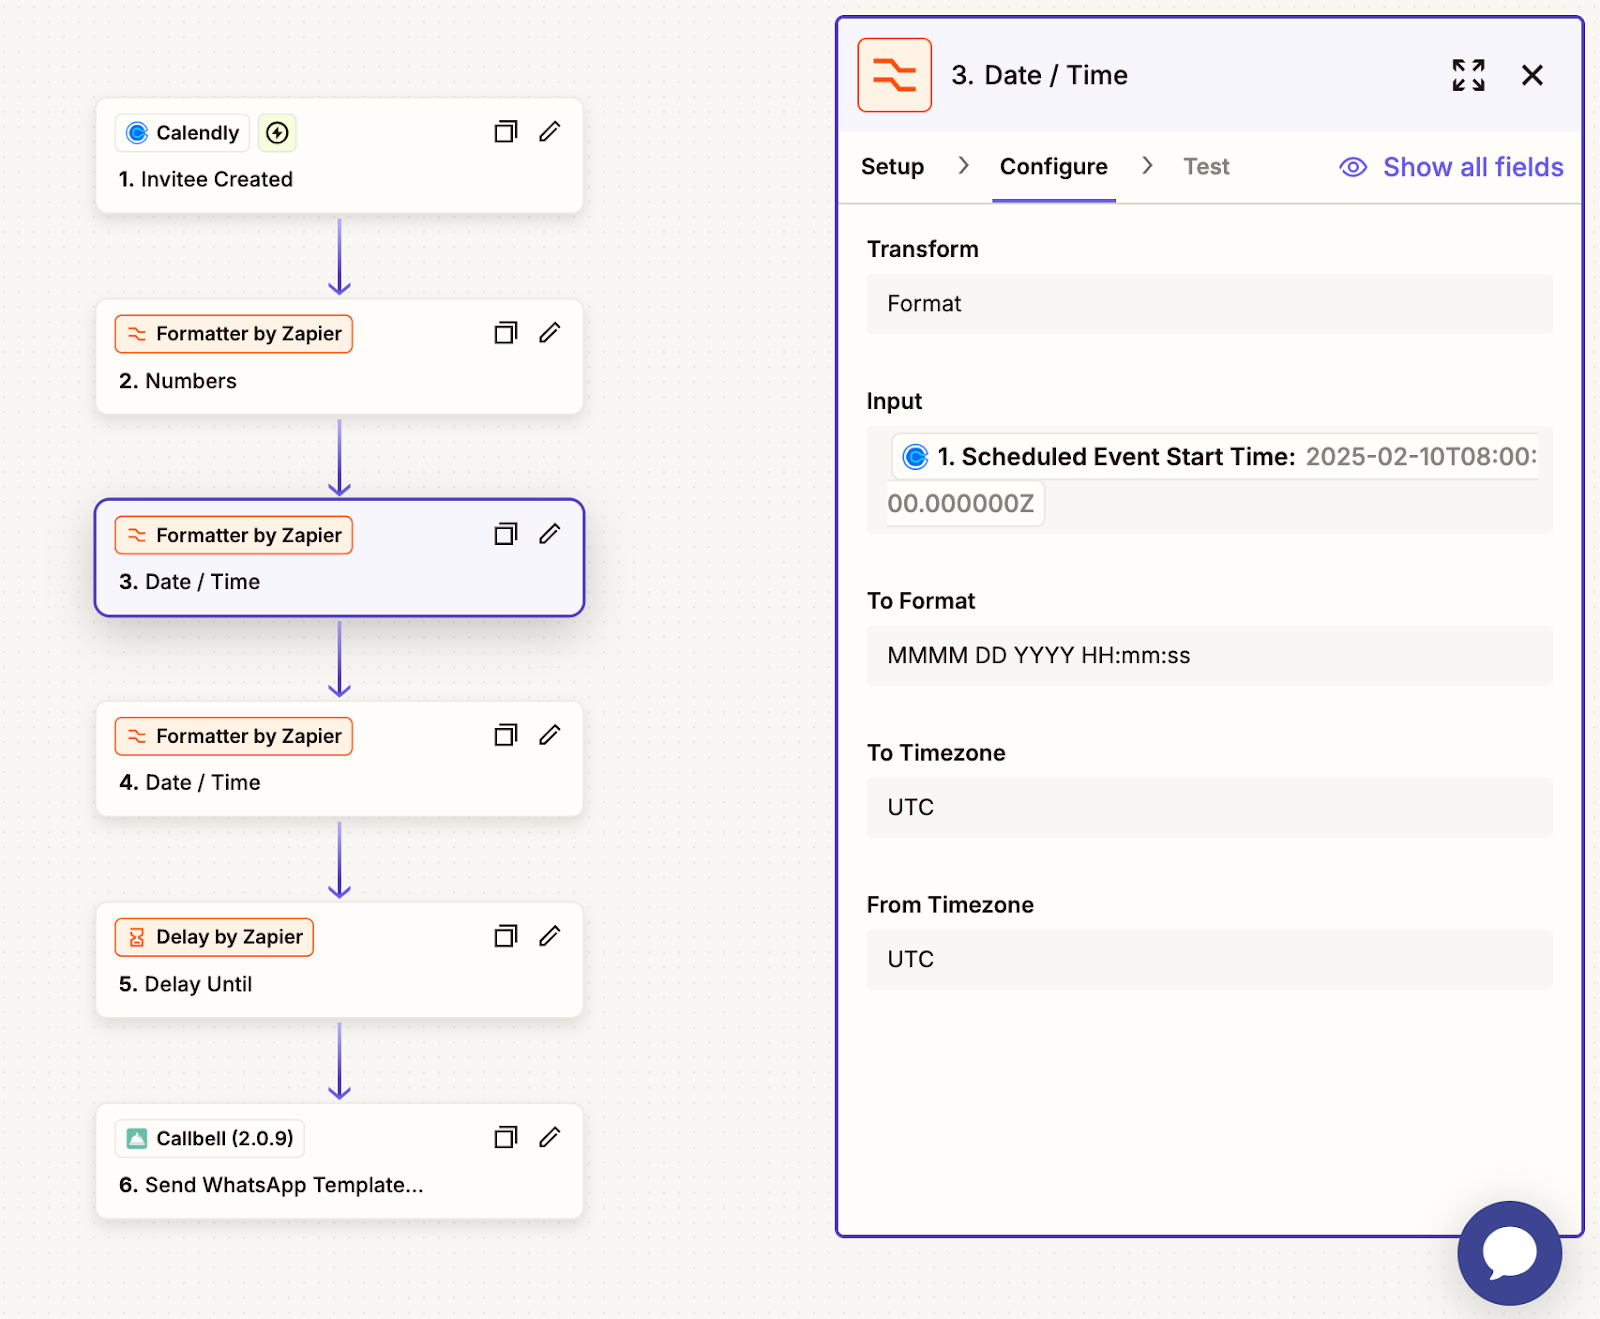 Calendly
1. Invitee Created
Formatter by Zapier
2. Numbers
Formatter by Zapier
3. Date / Time
Formatter by Zapier
4. Date / Time
Delay by Zapier
5. Delay Until
Callbell (2.0.9)
6. Send WhatsApp Template...
3. Date / Time
Setup > Configure > Test Show all fields
Transform
Format
Input
1. Scheduled Event Start Time: 2025-02-10T08:00:
00.000000Z
To Format
MMMM DD YYYY HH:mm:ss
To Timezone
UTC
From Timezone
UTC